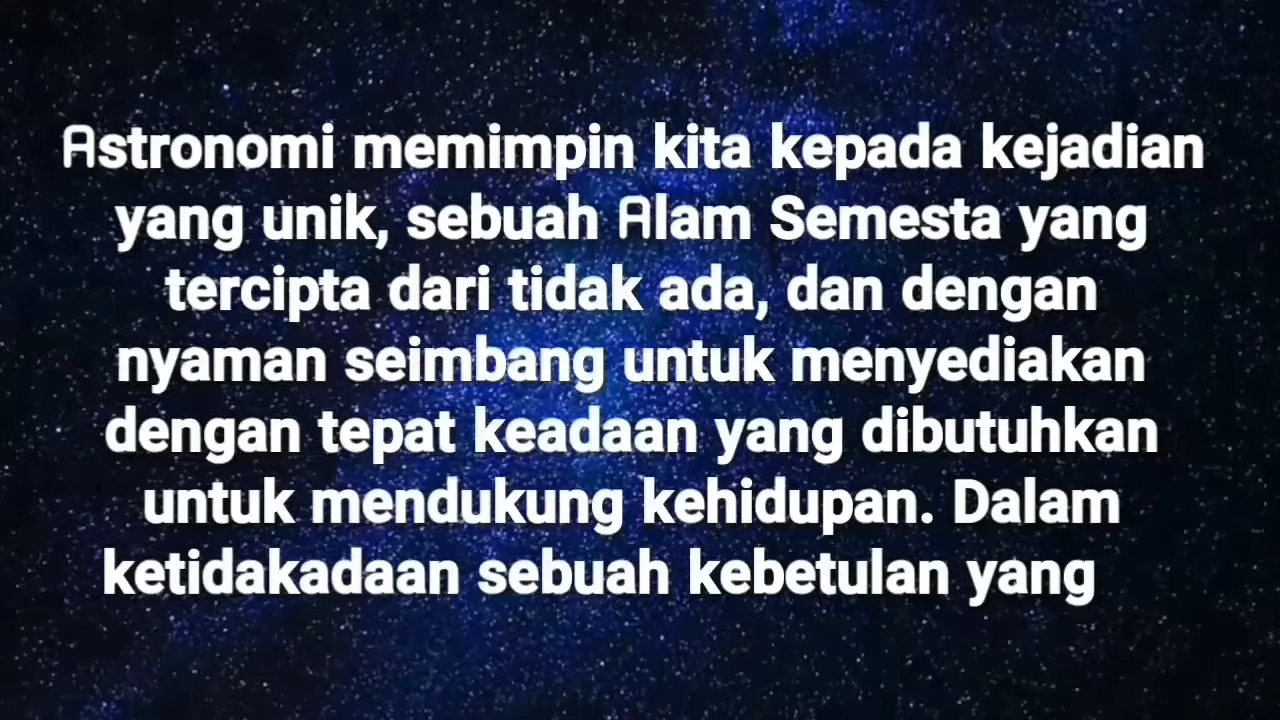 Astronomi memimpin kita kepada kejadian
yang unik, sebuah Alam Semesta yang
tercipta dari tidak ada, dan dengan
nyaman seimbang untuk menyediakan
dengan tepat keadaan yang dibutuhkan
untuk mendukung kehidupan. Dalam
ketidakadaan sebuah kebetulan yang